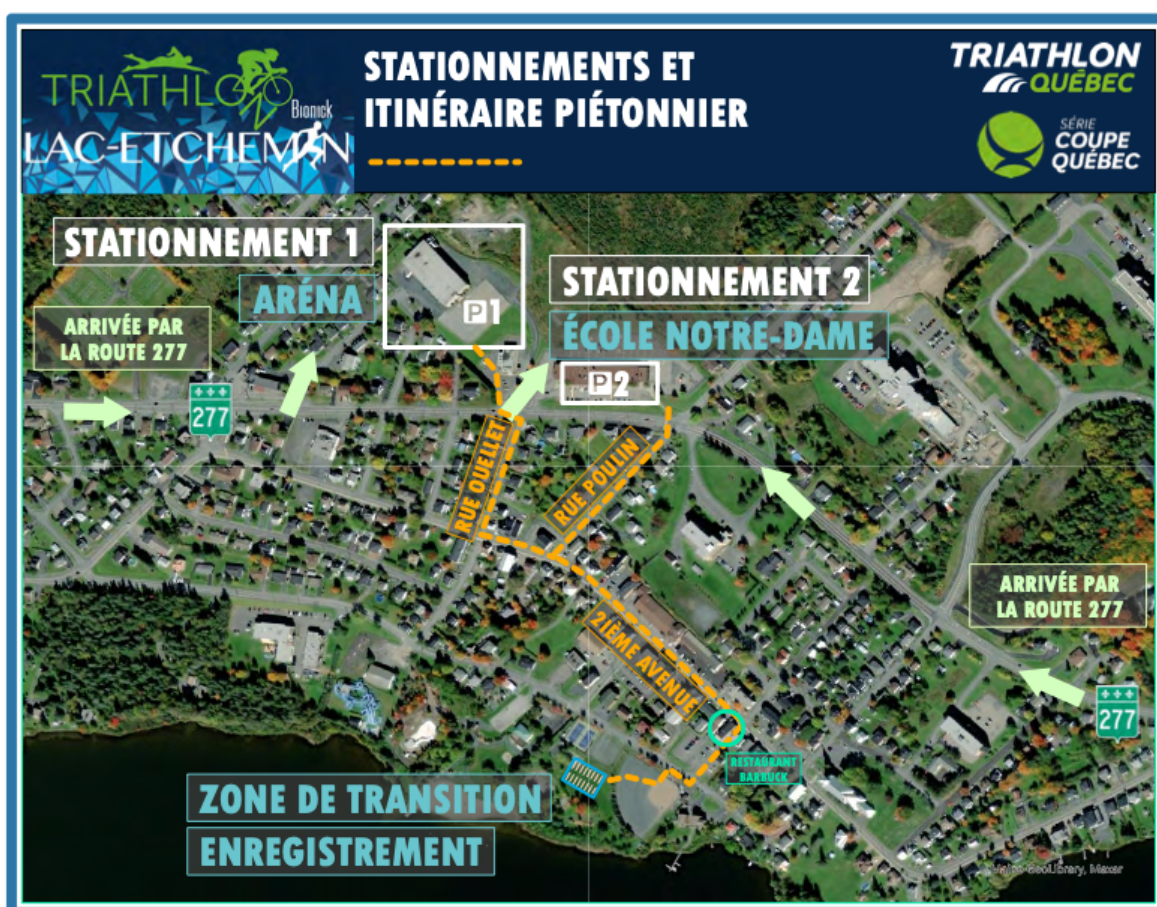 TRIATHLON
Bionick
LAC-ETCHEMIN
STATIONNEMENTS ET
ITINÉRAIRE PIÉTONNIER
TRIATHLON
QUÉBEC
SÉRIE
COUPE
QUÉBEC
STATIONNEMENT 1
ARÉNA
P1
STATIONNEMENT 2
ÉCOLE NOTRE-DAME
P2
ARRIVÉE PAR
LA ROUTE 277
277
RUE OUELLET
RUE POULIN
21IÈME AVENUE
ARRIVÉE PAR
LA ROUTE 277
277
RESTAURANT
BARBUCK
ZONE DE TRANSITION
ENREGISTREMENT
Maxar